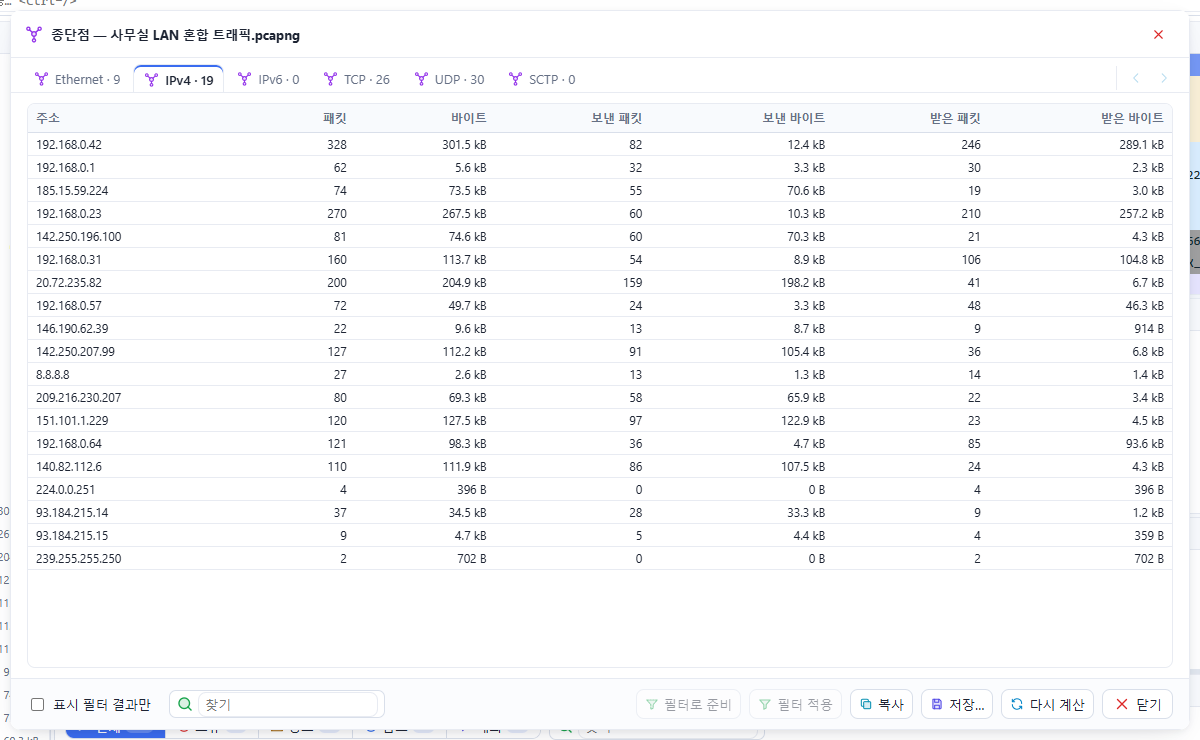 종단점 — 사무실 LAN 혼합 트래픽.pcapng
Ethernet · 9 IPv4 · 19 IPv6 · 0 TCP · 26 UDP · 30 SCTP · 0
주소 패킷 바이트 보낸 패킷 보낸 바이트 받은 패킷 받은 바이트
192.168.0.42 328 301.5 kB 82 12.4 kB 246 289.1 kB
192.168.0.1 62 5.6 kB 32 3.3 kB 30 2.3 kB
185.15.59.224 74 73.5 kB 55 70.6 kB 19 3.0 kB
192.168.0.23 270 267.5 kB 60 10.3 kB 210 257.2 kB
142.250.196.100 81 74.6 kB 60 70.3 kB 21 4.3 kB
192.168.0.31 160 113.7 kB 54 8.9 kB 106 104.8 kB
20.72.235.82 200 204.9 kB 159 198.2 kB 41 6.7 kB
192.168.0.57 72 49.7 kB 24 3.3 kB 48 46.3 kB
146.190.62.39 22 9.6 kB 13 8.7 kB 9 914 B
142.250.207.99 127 112.2 kB 91 105.4 kB 36 6.8 kB
8.8.8.8 27 2.6 kB 13 1.3 kB 14 1.4 kB
209.216.230.207 80 69.3 kB 58 65.9 kB 22 3.4 kB
151.101.1.229 120 127.5 kB 97 122.9 kB 23 4.5 kB
192.168.0.64 121 98.3 kB 36 4.7 kB 85 93.6 kB
140.82.112.6 110 111.9 kB 86 107.5 kB 24 4.3 kB
224.0.0.251 4 396 B 0 0 B 4 396 B
93.184.215.14 37 34.5 kB 28 33.3 kB 9 1.2 kB
93.184.215.15 9 4.7 kB 5 4.4 kB 4 359 B
239.255.255.250 2 702 B 0 0 B 2 702 B
표시 필터 결과만 찾기 필터로 준비 필터 적용 복사 저장... 다시 계산 닫기